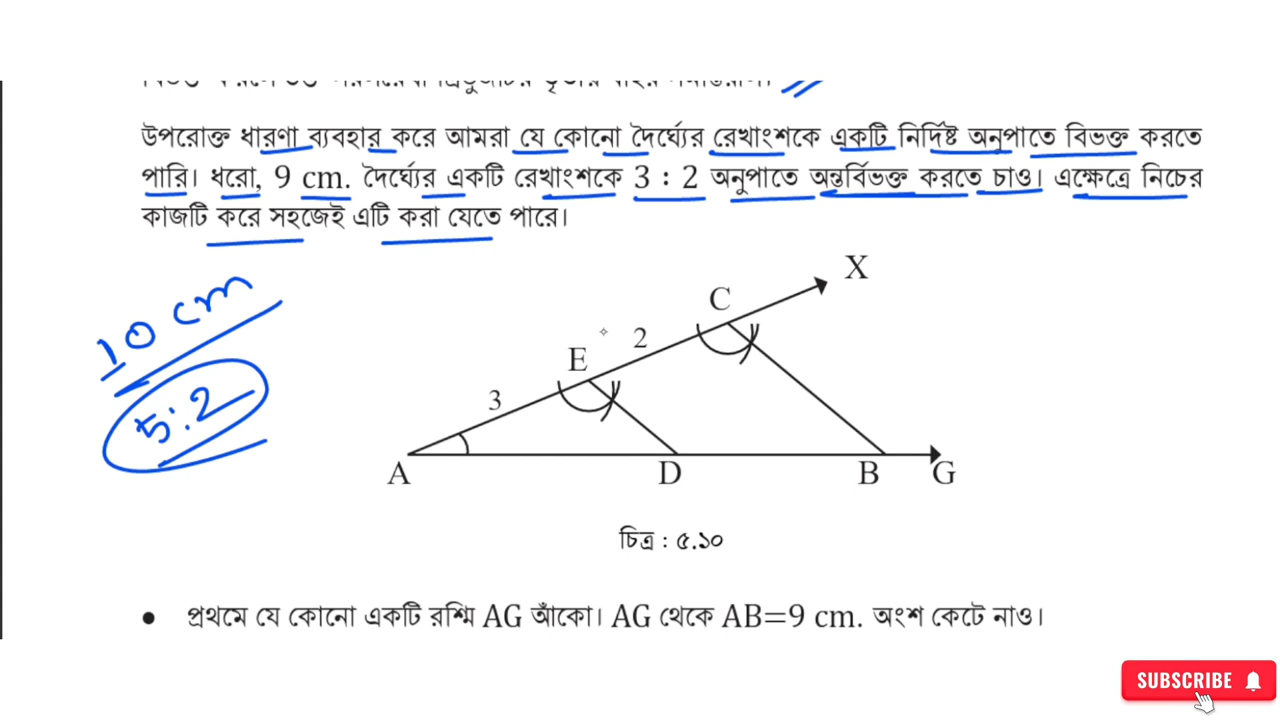 উপরোক্ত ধারণা ব্যবহার করে আমরা যে কোনো দৈর্ঘ্যের রেখাংশকে একটি নির্দিষ্ট অনুপাতে বিভক্ত করতে
পারি। ধরো, 9 cm. দৈর্ঘ্যের একটি রেখাংশকে 3 : 2 অনুপাতে অন্তর্বিভক্ত করতে চাও। এক্ষেত্রে নিচের
কাজটি করে সহজেই এটি করা যেতে পারে।
10 cm
5:2
X
C
2
E
3
A
D
B
G
চিত্র : ৫.১০
• প্রথমে যে কোনো একটি রশ্মি AG আঁকো। AG থেকে AB=9 cm. অংশ কেটে নাও।
SUBSCRIBE